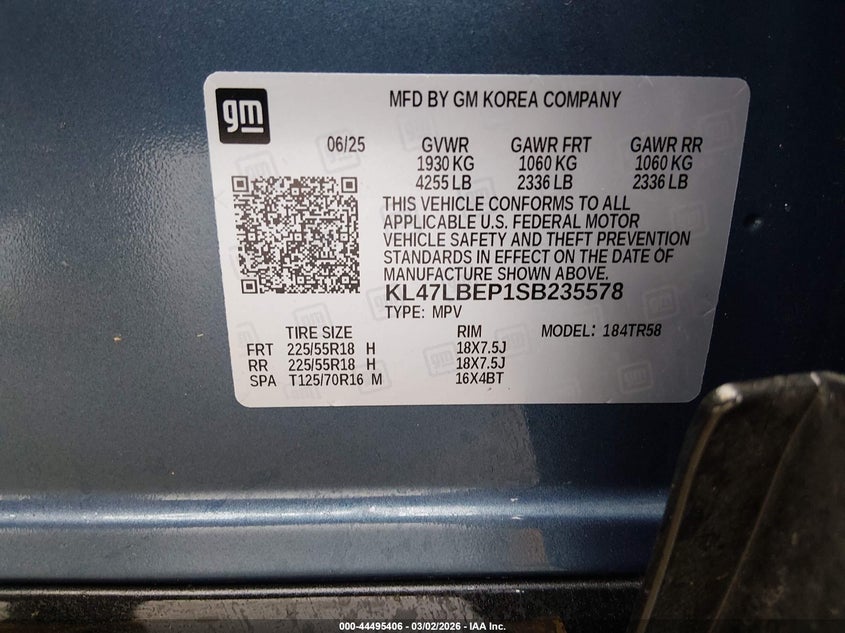 gm
MFD BY GM KOREA COMPANY
06/25 GVWR GAWR FRT GAWR RR
1930 KG 1060 KG 1060 KG
4255 LB 2336 LB 2336 LB
THIS VEHICLE CONFORMS TO ALL
APPLICABLE U.S. FEDERAL MOTOR
VEHICLE SAFETY AND THEFT PREVENTION
STANDARDS IN EFFECT ON THE DATE OF
MANUFACTURE SHOWN ABOVE.
KL47LBEP1SB235578
TYPE: MPV
TIRE SIZE RIM MODEL: 184TR58
FRT 225/55R18 H 18X7.5J
RR 225/55R18 H 18X7.5J
SPA T125/70R16 M 16X4BT
000-44495406 - 03/02/2026 - IAA Inc.